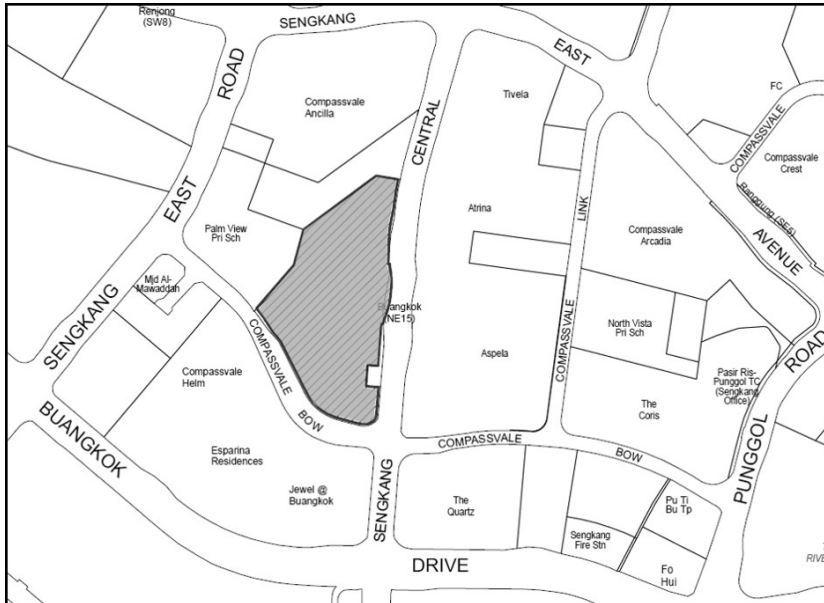 Renjong
(SW8)
SENGKANG
EAST
ROAD
EAST
SENGKANG
Compassvale
Ancilla
CENTRAL
Tivela
FC
COMPASSVALE
Compassvale
Crest
Ranggung (SE5)
AVENUE
Palm View
Pri Sch
Atrina
LINK
COMPASSVALE
Compassvale
Arcadia
Mjd Al-
Mawaddah
Buangkok
(NE15)
North Vista
Pri Sch
COMPASSVALE
BOW
Compassvale
Helm
Aspela
The
Coris
Pasir Ris-
Punggol TC
(Sengkang
Office)
PUNGGOL
ROAD
BUANGKOK
DRIVE
Esparina
Residences
Jewel @
Buangkok
SENGKANG
COMPASSVALE
BOW
The
Quartz
Sengkang
Fire Stn
Pu Ti
Bu Tp
Fo
Hui